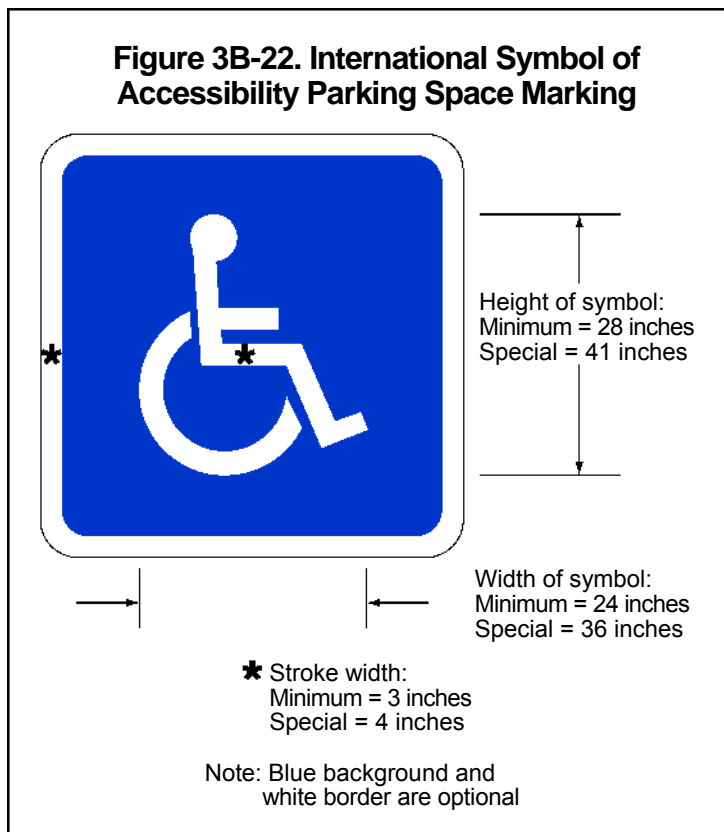 Figure 3B-22. International Symbol of
Accessibility Parking Space Marking
Height of symbol:
Minimum = 28 inches
Special = 41 inches
Width of symbol:
Minimum = 24 inches
Special = 36 inches
* Stroke width:
Minimum = 3 inches
Special = 4 inches
Note: Blue background and
white border are optional